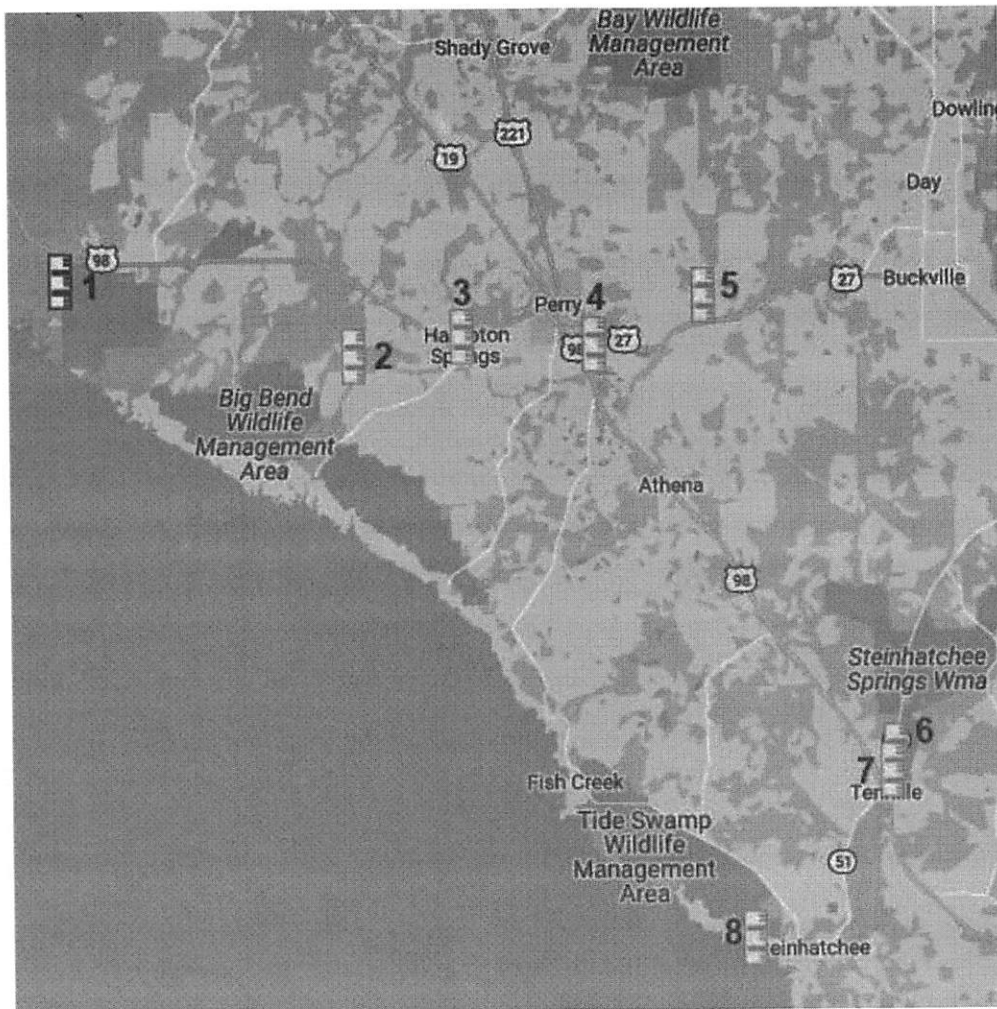 Bay Wildlife
Management
Area
Shady Grove
221
19
Day
98
1
Buckville
27
5
3
Perry
4
27
2
Big Bend
Wildlife
Management
Area
Athena
98
Steinhatchee
Springs Wma
6
7
Fish Creek
Tide Swamp
Wildlife
Management
Area
51
8
einhatchee